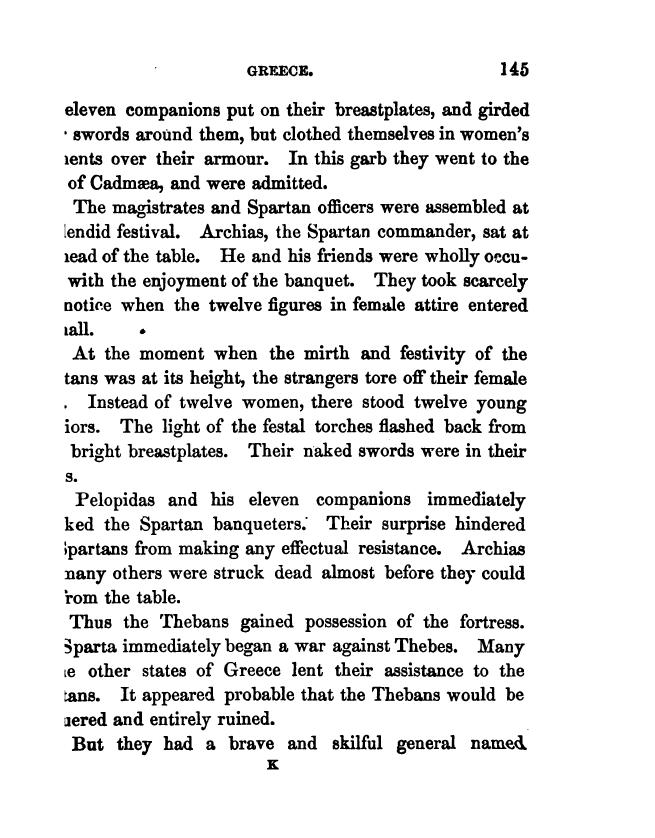 GREECE. 145
eleven companions put on their breastplates, and girded
swords around them, but clothed themselves in women's
ents over their armour. In this garb they went to the
of Cadmæa, and were admitted.
The magistrates and Spartan officers were assembled at
lendid festival. Archias, the Spartan commander, sat at
ead of the table. He and his friends were wholly occu-
with the enjoyment of the banquet. They took scarcely
notice when the twelve figures in female attire entered
all.
At the moment when the mirth and festivity of the
tans was at its height, the strangers tore off their female
. Instead of twelve women, there stood twelve young
iors. The light of the festal torches flashed back from
bright breastplates. Their naked swords were in their
s.
Pelopidas and his eleven companions immediately
ked the Spartan banqueters. Their surprise hindered
partans from making any effectual resistance. Archias
many others were struck dead almost before they could
rom the table.
Thus the Thebans gained possession of the fortress.
Sparta immediately began a war against Thebes. Many
e other states of Greece lent their assistance to the
tans. It appeared probable that the Thebans would be
ered and entirely ruined.
But they had a brave and skilful general named
K